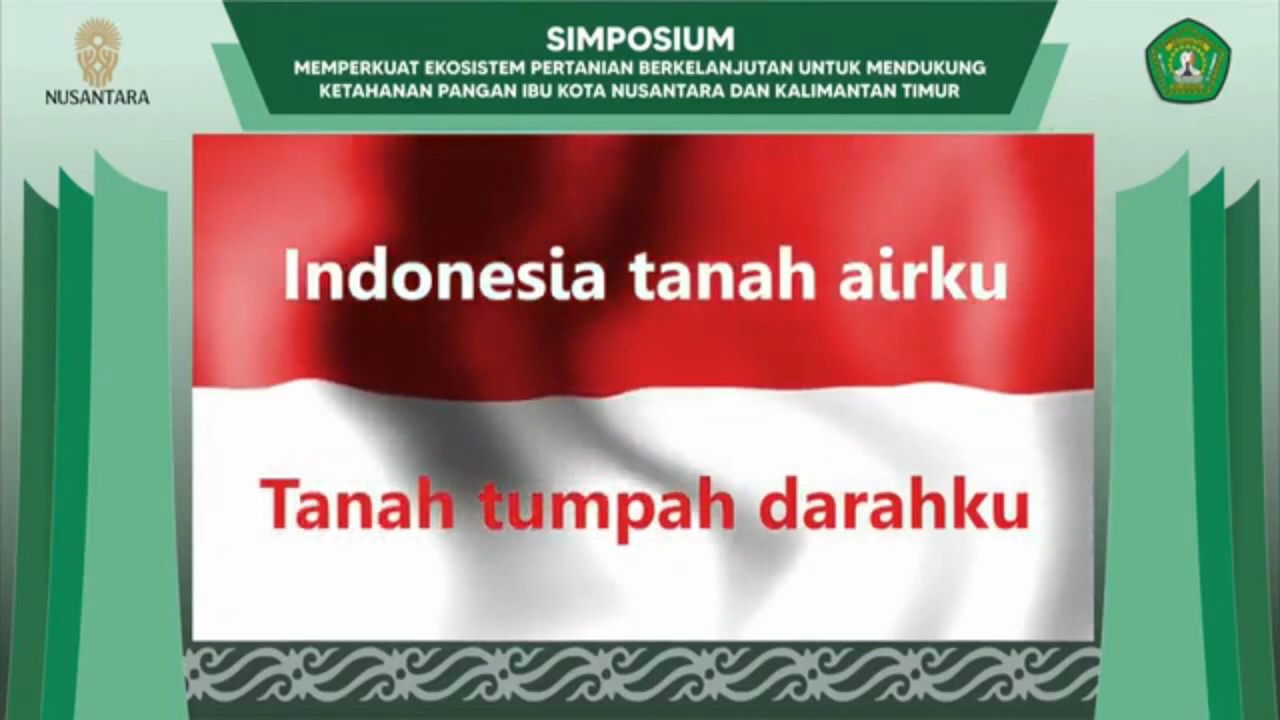 SIMPOSIUM
MEMPERKUAT EKOSISTEM PERTANIAN BERKELANJUTAN UNTUK MENDUKUNG
KETAHANAN PANGAN IBU KOTA NUSANTARA DAN KALIMANTAN TIMUR
NUSANTARA
Indonesia tanah airku
Tanah tumpah darahku